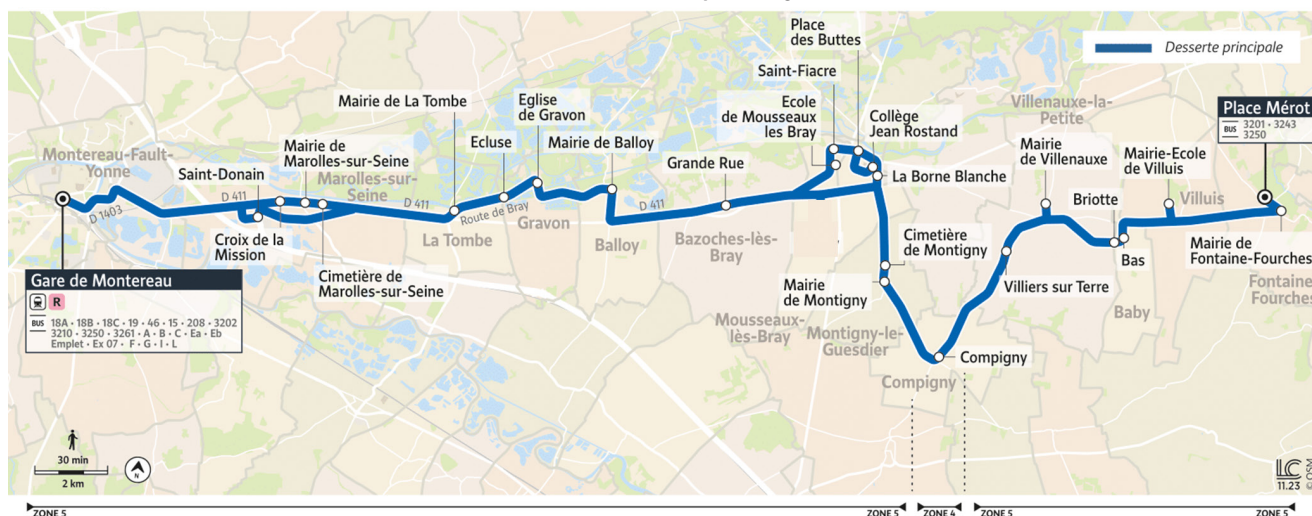 Desserte principale
Place
des Buttes
Saint-Fiacre
Ecole
de Mousseaux
les Bray
Collège
Jean Rostand
La Borne Blanche
Villenauxe-la-
Petite
Place Mérot
BUS 3201 • 3243
3250
Mairie de La Tombe
Eglise
de Gravon
Ecluse
Mairie de Balloy
Grande Rue
Mairie
de Villenauxe
Mairie-Ecole
de Villuis
Montereau-Fault-
Yonne
Saint-Donain
Mairie de
Marolles-sur-Seine
Marolles-sur-
Seine
D 1403
D 411
D 411
Route de Bray
D 411
Briotte
Villuis
Croix de la
Mission
Cimetière de
Marolles-sur-Seine
La Tombe
Gravon
Balloy
Bazoches-lès-
Bray
Cimetière
de Montigny
Mairie
de Montigny
Villiers sur Terre
Bas
Mairie de
Fontaine-Fourches
Fontaine
Fourches
Baby
Gare de Montereau
R
BUS 18A • 18B • 18C • 19 • 46 • 15 • 208 • 3202
3210 • 3250 • 3261 • A • B • C • Ea • Eb
Emplet • Ex 07 • F • G • I • L
Mousseaux-
lès-Bray
Montigny-le-
Guesdier
Compigny
Compigny
30 min
2 km
N
LC
11.23
© OSM
ZONE 5
ZONE 5
ZONE 4
ZONE 5
ZONE 5